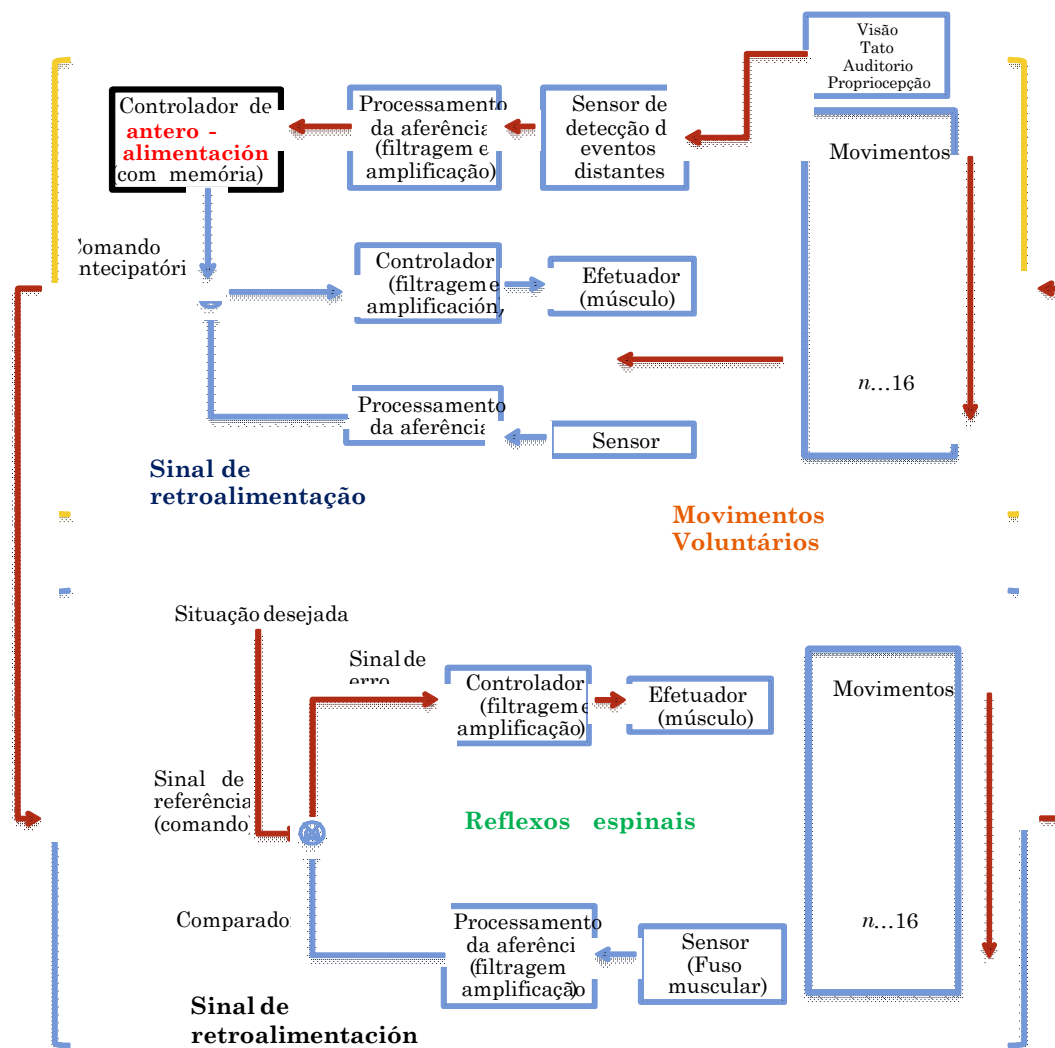 Visão
Tato
Auditorio
Propriocepção
Controlador de
antero -
alimentación
(com memória)
Processamento
da aferência
(filtragem e
amplificação)
Sensor de
detecção d
eventos
distantes
Movimentos
omando
ntecipatóri
Controlador
(filtragem e
amplificación)
Efetuador
(músculo)
n...16
Processamento
da aferência
Sensor
Sinal de
retroalimentação
Movimentos
Voluntários
Situação desejada
Sinal de
erro
Controlador
(filtragem e
amplificação)
Efetuador
(músculo)
Movimentos
Sinal de
referência
(comando)
Reflexos espinais
Comparado
Processamento
da aferênci
(filtragem
amplificação)
Sensor
(Fuso
muscular)
n...16
Sinal de
retroalimentación